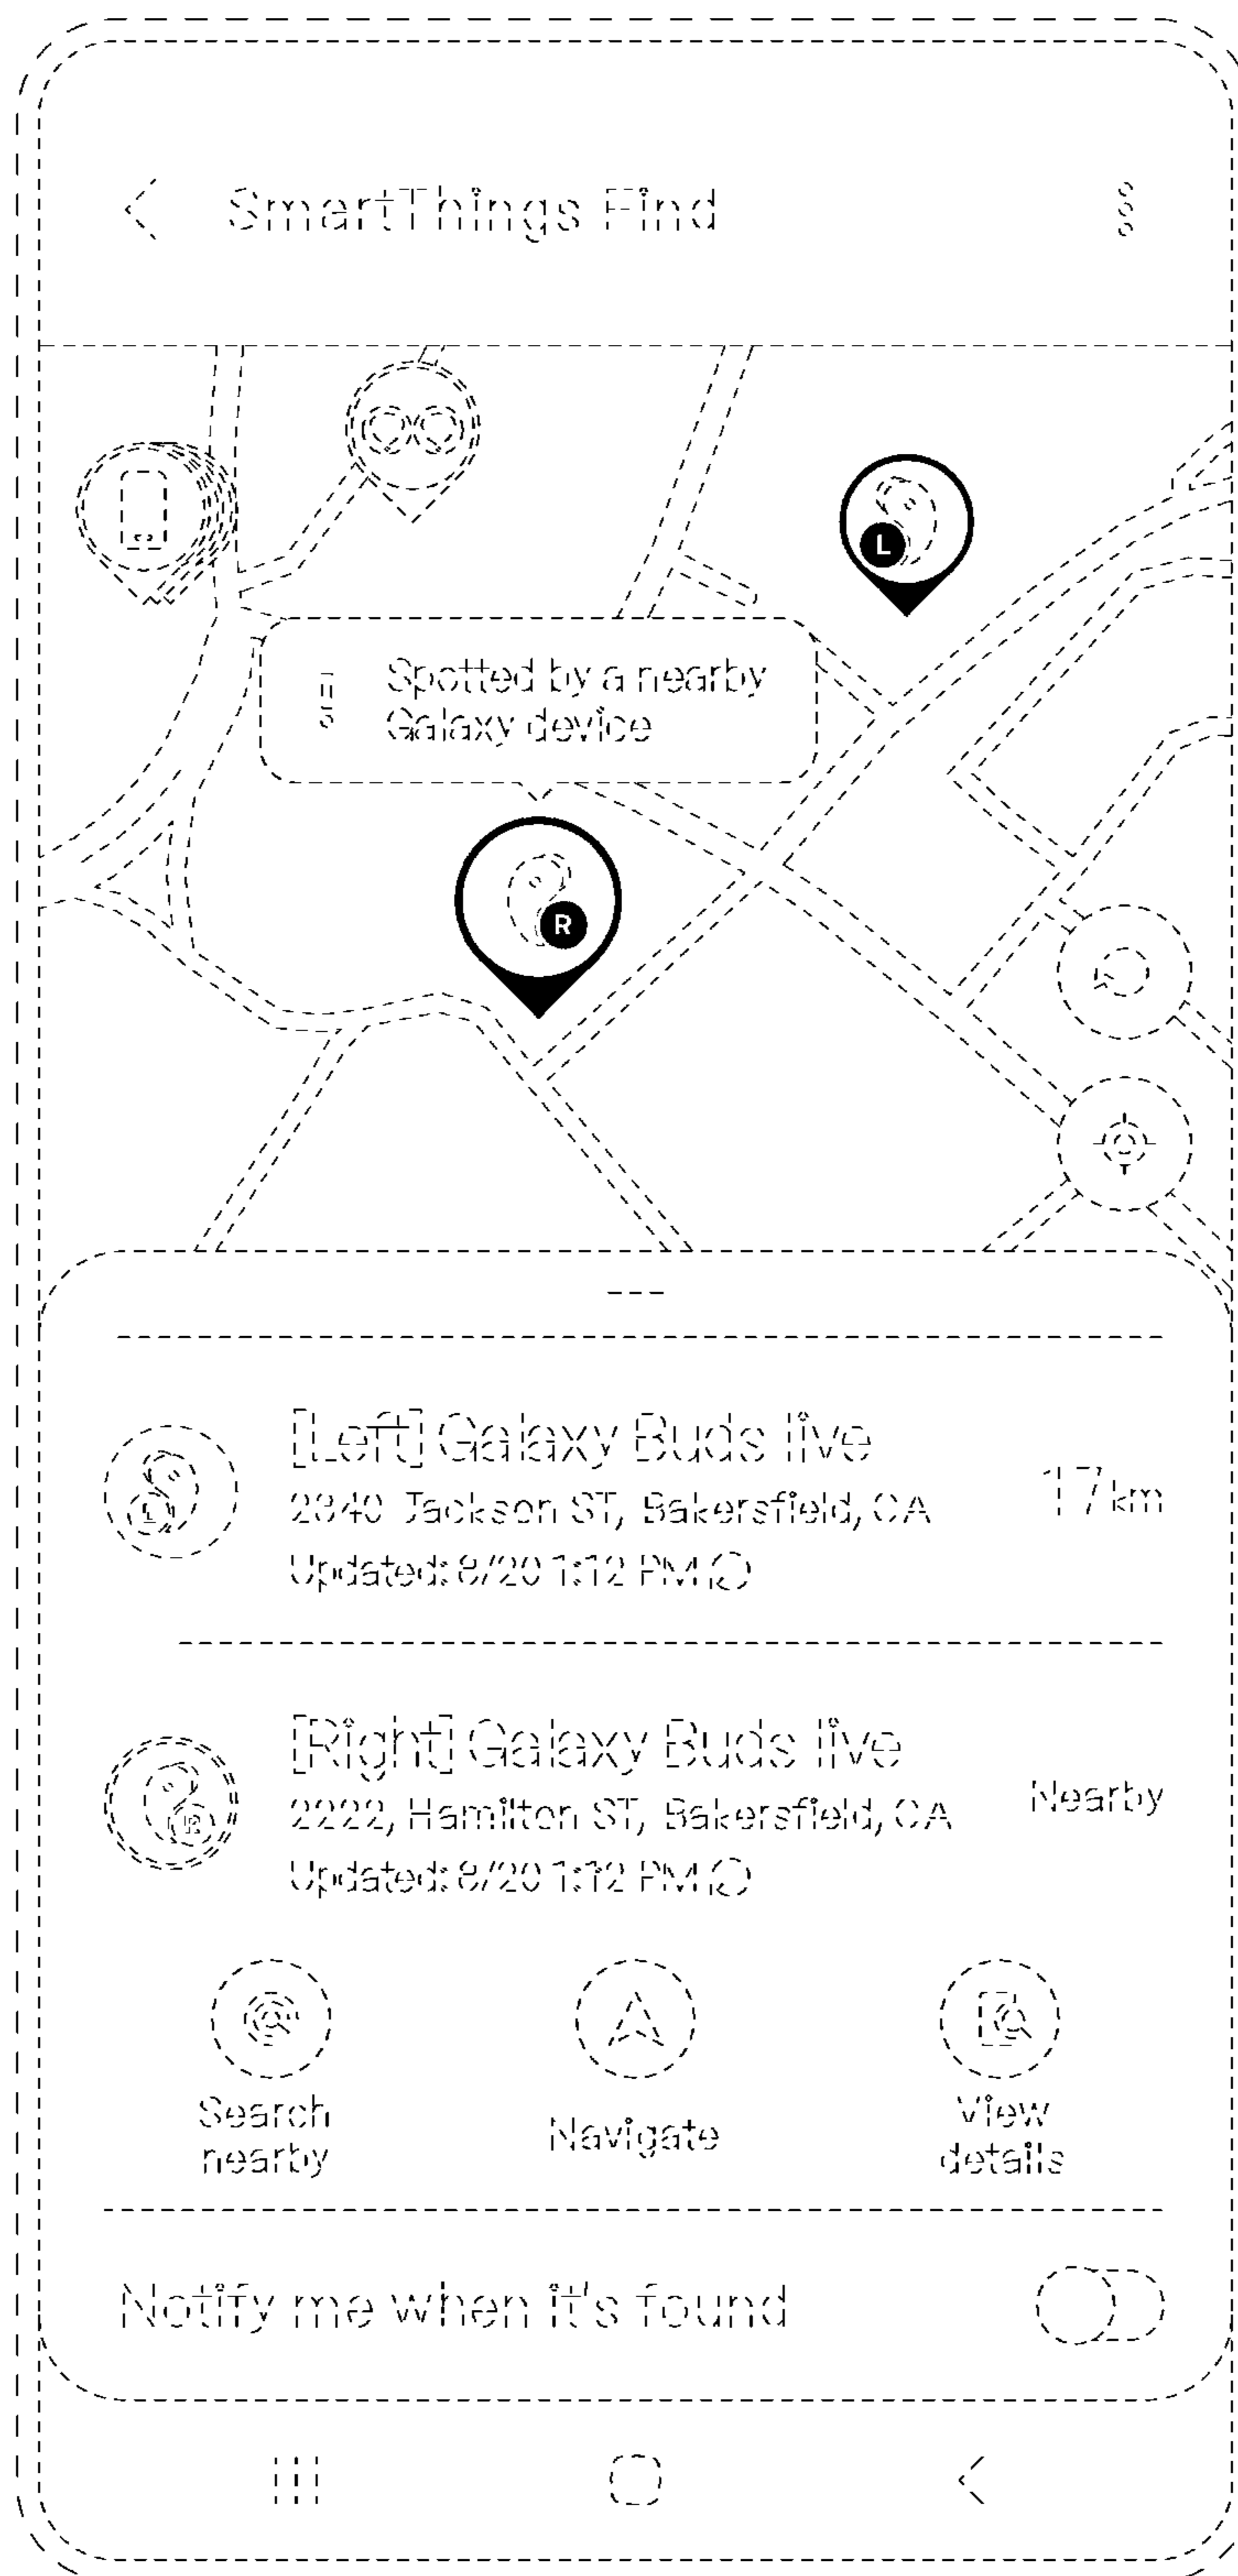 SmartThings Find
L
Spotted by a nearby
Galaxy device
R
[Left] Galaxy Buds live
L
2340 Jackson ST, Bakersfield, CA
17km
Updated: 8/20 1:12 PM
[Right] Galaxy Buds live
R
2222, Hamilton ST, Bakersfield, CA
Nearby
Updated: 8/20 1:12 PM
Search
nearby
Navigate
View
details
Notify me when it's found